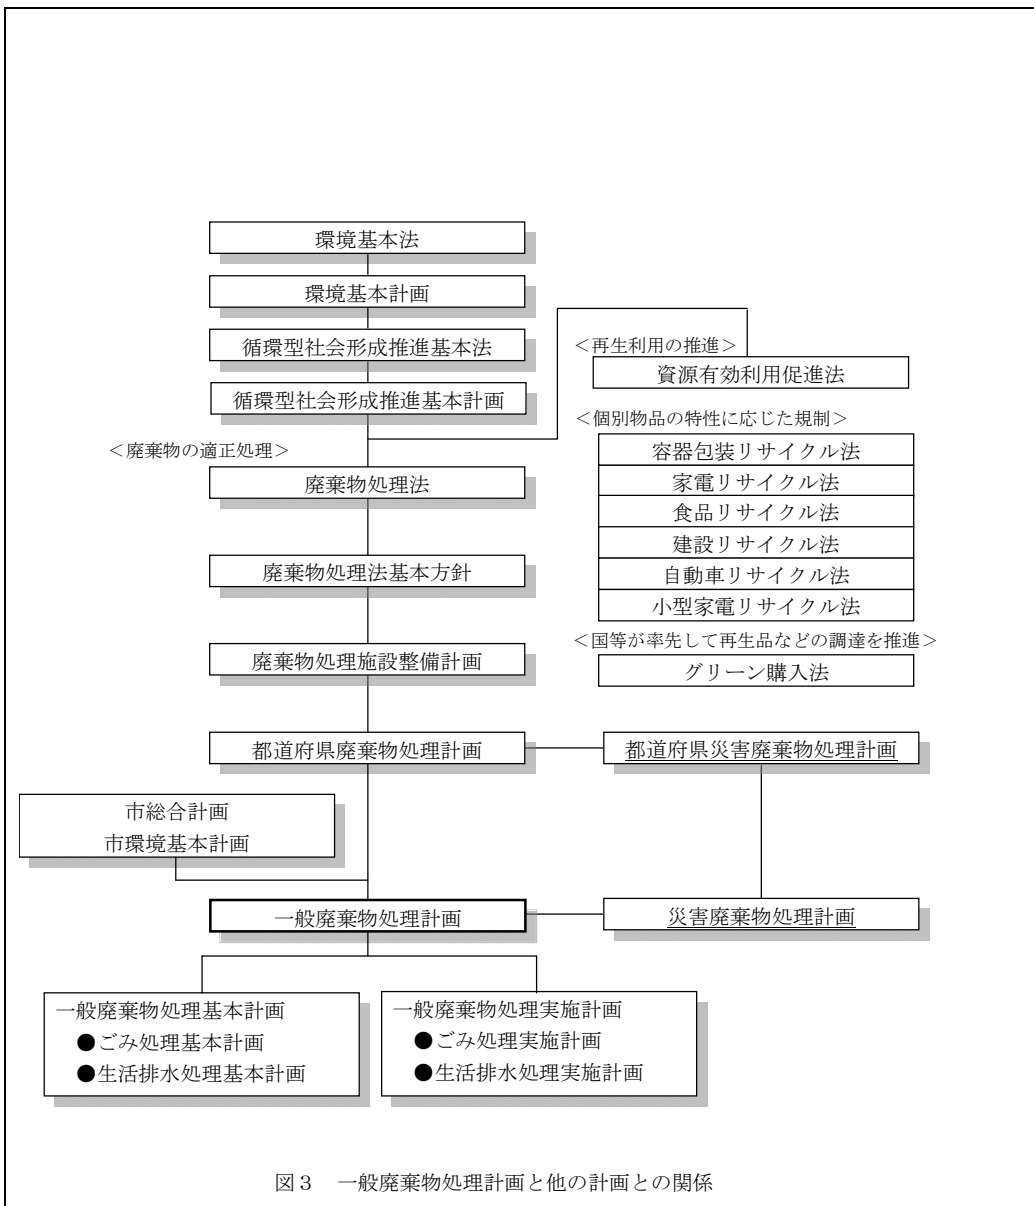 環境基本法
環境基本計画
循環型社会形成推進基本法
循環型社会形成推進基本計画
＜廃棄物の適正処理＞
廃棄物処理法
廃棄物処理法基本方針
廃棄物処理施設整備計画
都道府県廃棄物処理計画
＜再生利用の推進＞
資源有効利用促進法
＜個別物品の特性に応じた規制＞
容器包装リサイクル法
家電リサイクル法
食品リサイクル法
建設リサイクル法
自動車リサイクル法
小型家電リサイクル法
＜国等が率先して再生品などの調達を推進＞
グリーン購入法
都道府県災害廃棄物処理計画
市総合計画
市環境基本計画
一般廃棄物処理計画
災害廃棄物処理計画
一般廃棄物処理基本計画
●ごみ処理基本計画
●生活排水処理基本計画
一般廃棄物処理実施計画
●ごみ処理実施計画
●生活排水処理実施計画
図３　一般廃棄物処理計画と他の計画との関係